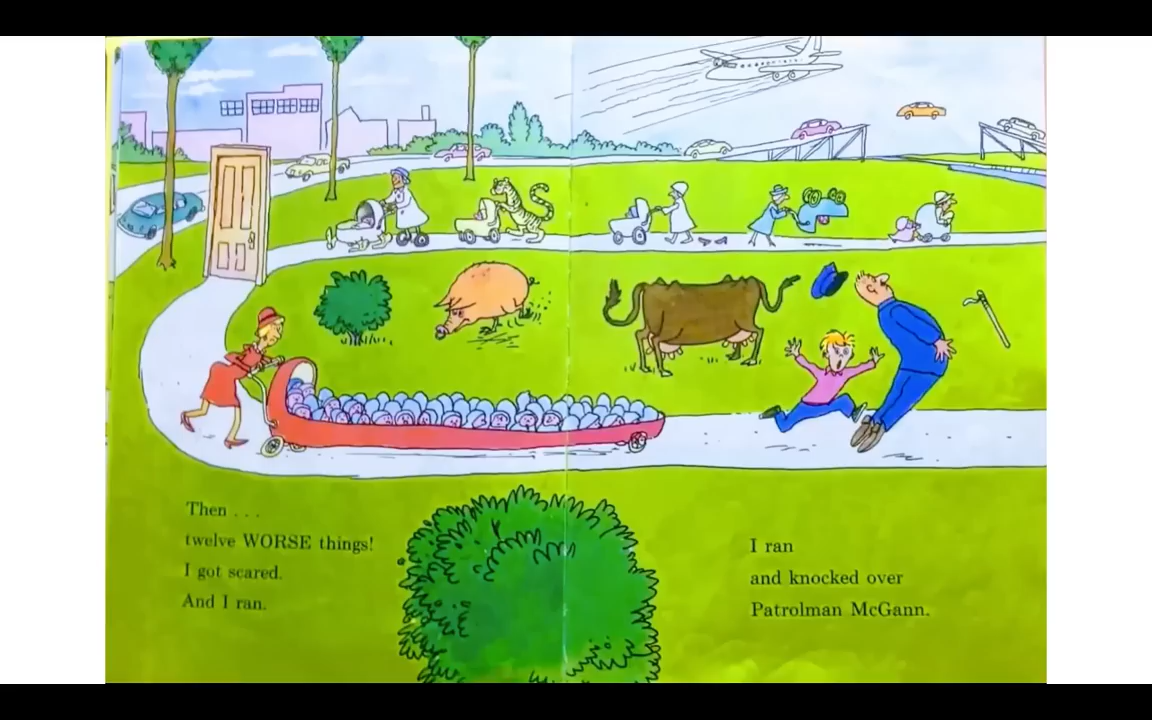 Then . . .
twelve WORSE things!
I got scared.
And I ran.
I ran
and knocked over
Patrolman McGann.